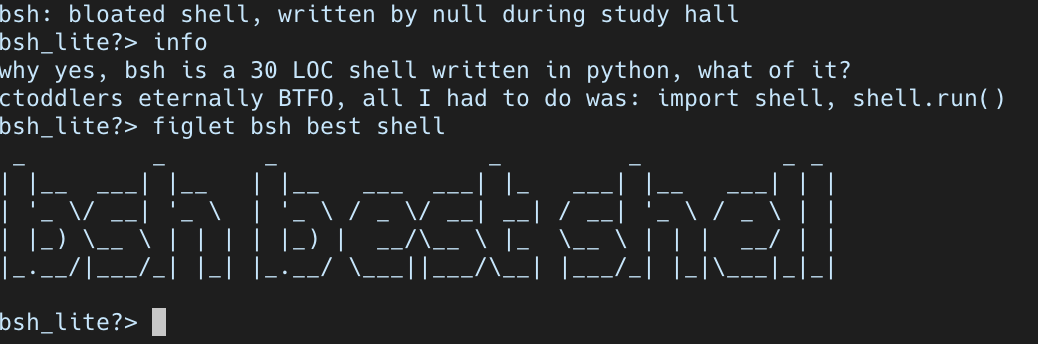 bsh: bloated shell, written by null during study hall
bsh_lite?> info
why yes, bsh is a 30 LOC shell written in python, what of it?
ctoddlers eternally BTFO, all I had to do was: import shell, shell.run()
bsh_lite?> figlet bsh best shell
bsh best shell
bsh_lite?>